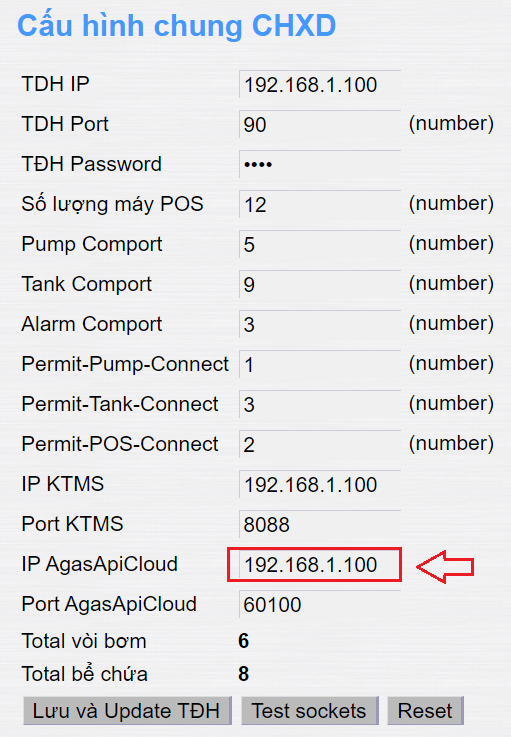 Cấu hình chung CHXD
TDH IP 192.168.1.100
TDH Port 90 (number)
TĐH Password ••••
Số lượng máy POS 12 (number)
Pump Comport 5 (number)
Tank Comport 9 (number)
Alarm Comport 3 (number)
Permit-Pump-Connect 1 (number)
Permit-Tank-Connect 3 (number)
Permit-POS-Connect 2 (number)
IP KTMS 192.168.1.100
Port KTMS 8088
IP AgasApiCloud 192.168.1.100
Port AgasApiCloud 60100
Total vòi bơm 6
Total bể chứa 8
Lưu và Update TĐH Test sockets Reset